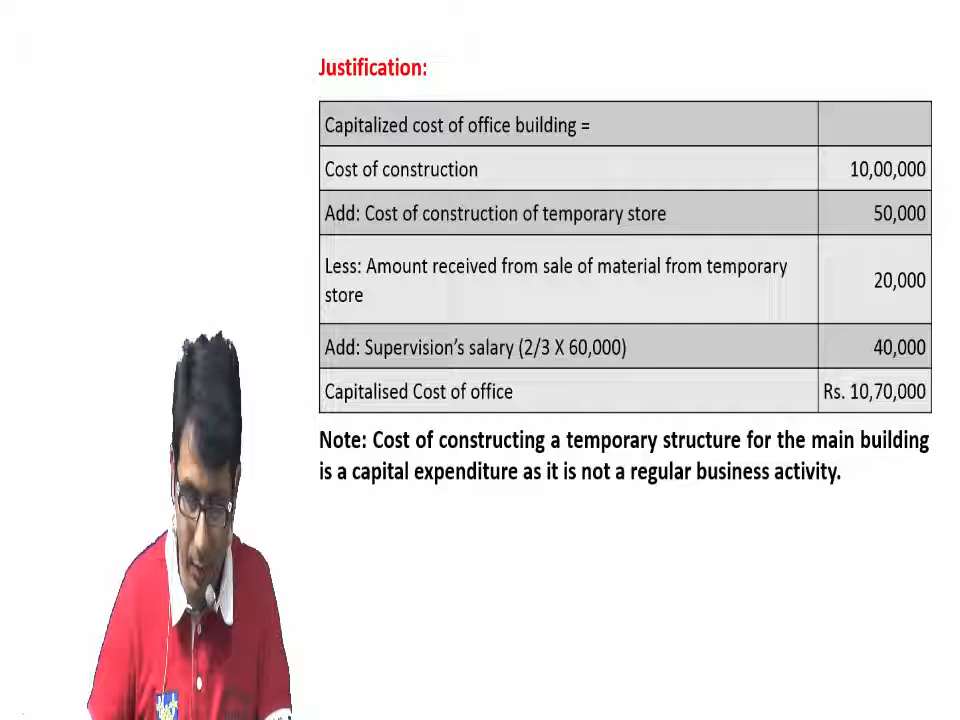 Justification:
Capitalized cost of office building =
Cost of construction 10,00,000
Add: Cost of construction of temporary store 50,000
Less: Amount received from sale of material from temporary
store 20,000
Add: Supervision's salary (2/3 X 60,000) 40,000
Capitalised Cost of office Rs. 10,70,000
Note: Cost of constructing a temporary structure for the main building
is a capital expenditure as it is not a regular business activity.